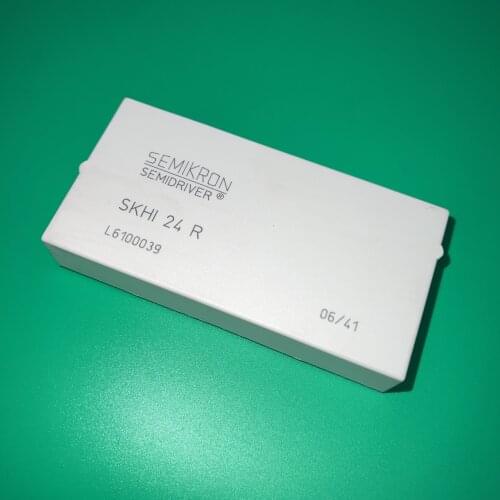 SEMIKRON
SEMIDRIVER ®
SKHI 24 R
L6100039
06/41